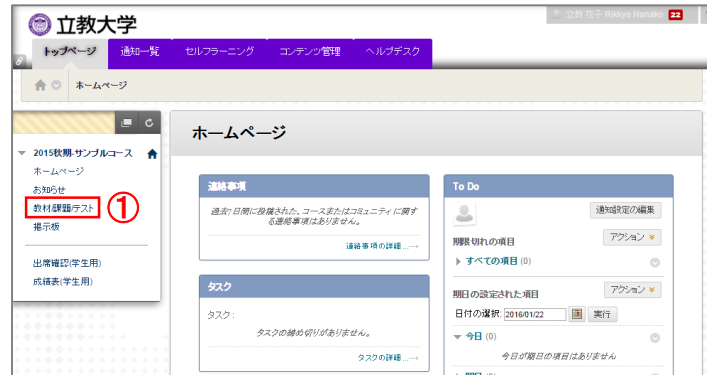 立教大学
立教 花子 Rikkyo Hanako 22
トップページ 通知一覧 セルフラーニング コンテンツ管理 ヘルプデスク
ホームページ
2015秋期-サンプルコース
ホームページ
お知らせ
教材/課題/テスト ①
掲示板
出席確認(学生用)
成績表(学生用)
ホームページ
連絡事項
過去7日間に投稿された、コースまたはコミュニティに関す
る連絡事項はありません。
連絡事項の詳細...→
タスク
タスク:
タスクの締め切りがありません。
タスクの詳細...→
To Do
通知設定の編集
期限切れの項目 アクション
すべての項目 (0)
期日の設定された項目 アクション
日付の選択: 2016/01/22 実行
今日 (0)
今日が期日の項目はありません